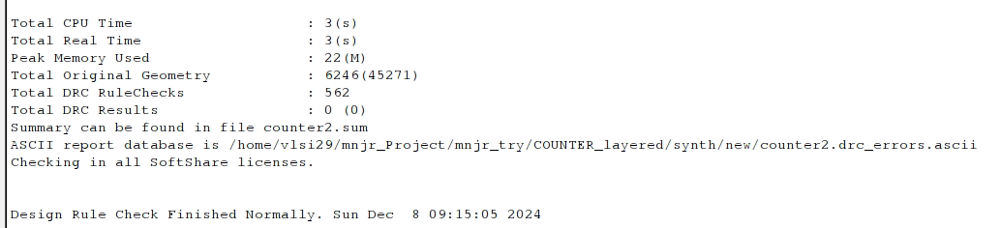 Total CPU Time                    : 3(s)
Total Real Time                   : 3(s)
Peak Memory Used                  : 22(M)
Total Original Geometry           : 6246(45271)
Total DRC RuleChecks              : 562
Total DRC Results                 : 0 (0)
Summary can be found in file counter2.sum
ASCII report database is /home/vlsi29/mnjr_Project/mnjr_try/COUNTER_layered/synth/new/counter2.drc_errors.ascii
Checking in all SoftShare licenses.
Design Rule Check Finished Normally. Sun Dec  8 09:15:05 2024